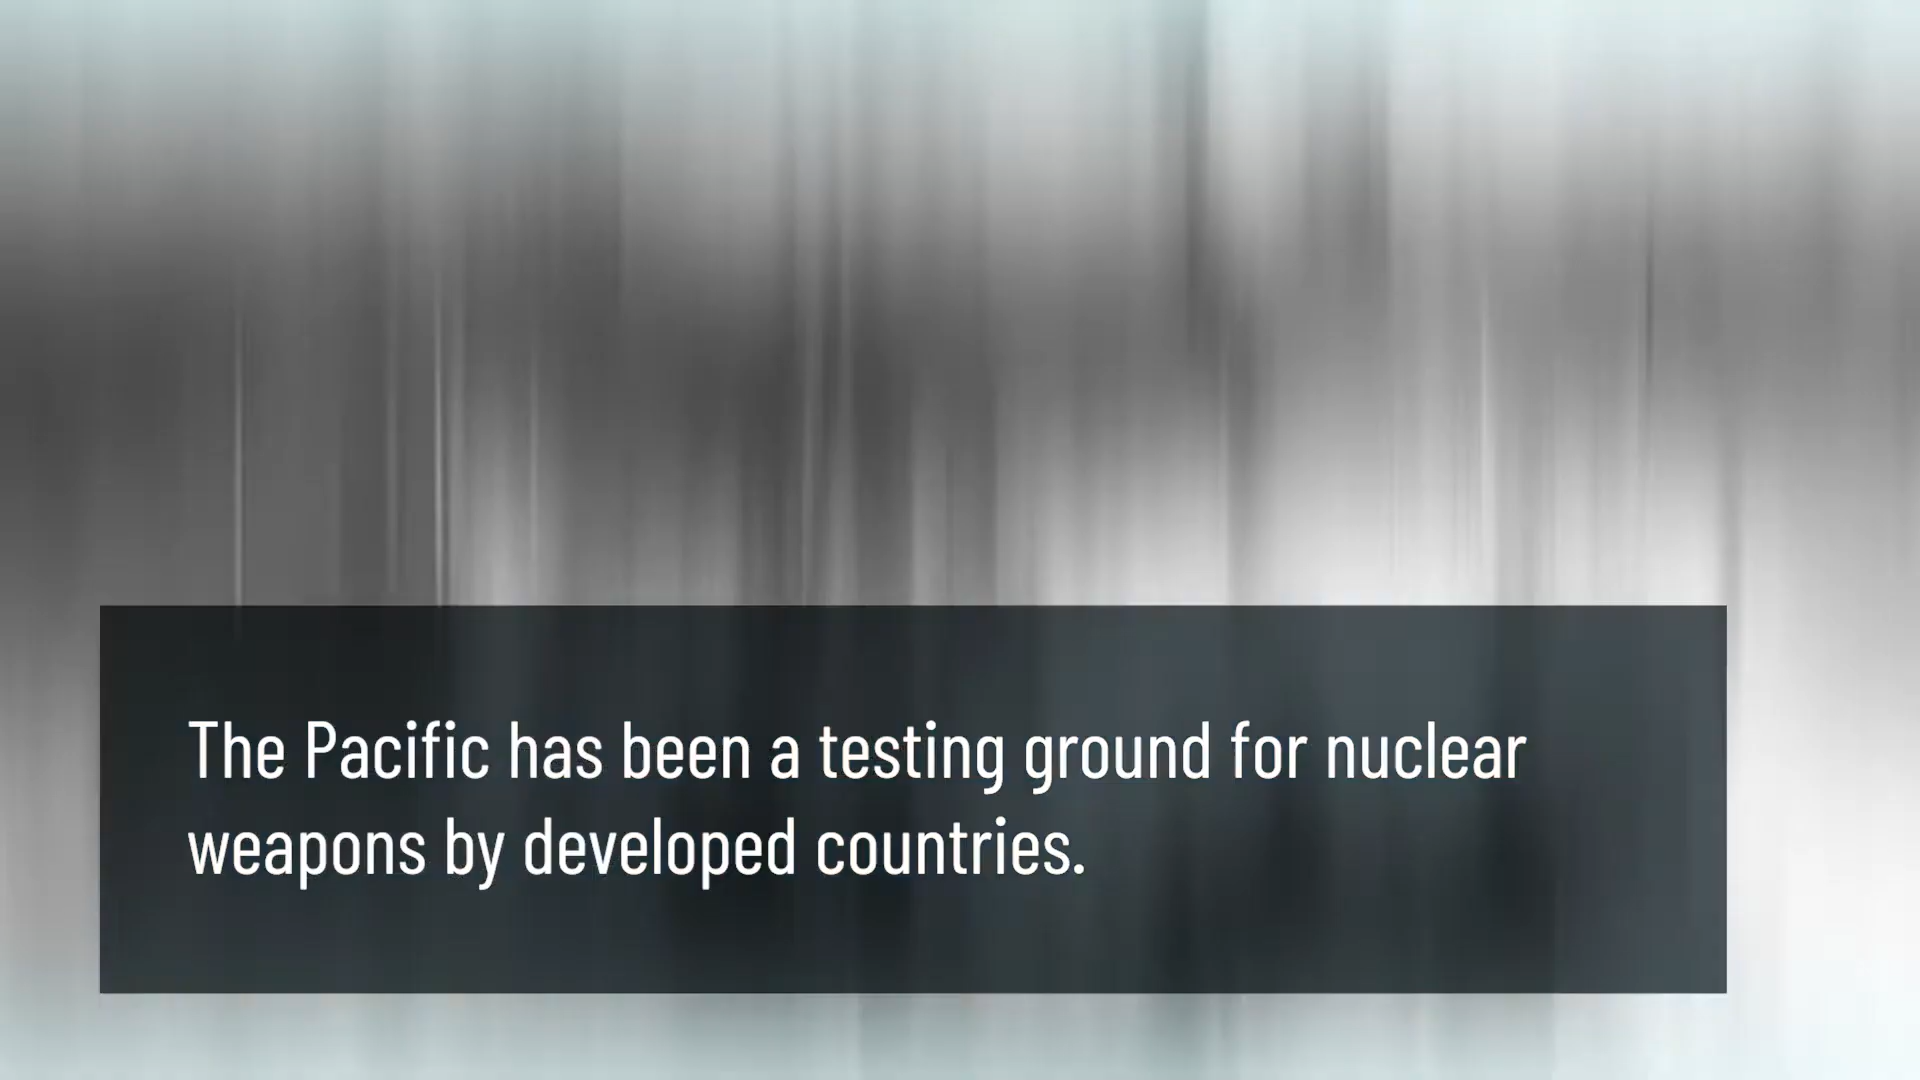 The Pacific has been a testing ground for nuclear
weapons by developed countries.